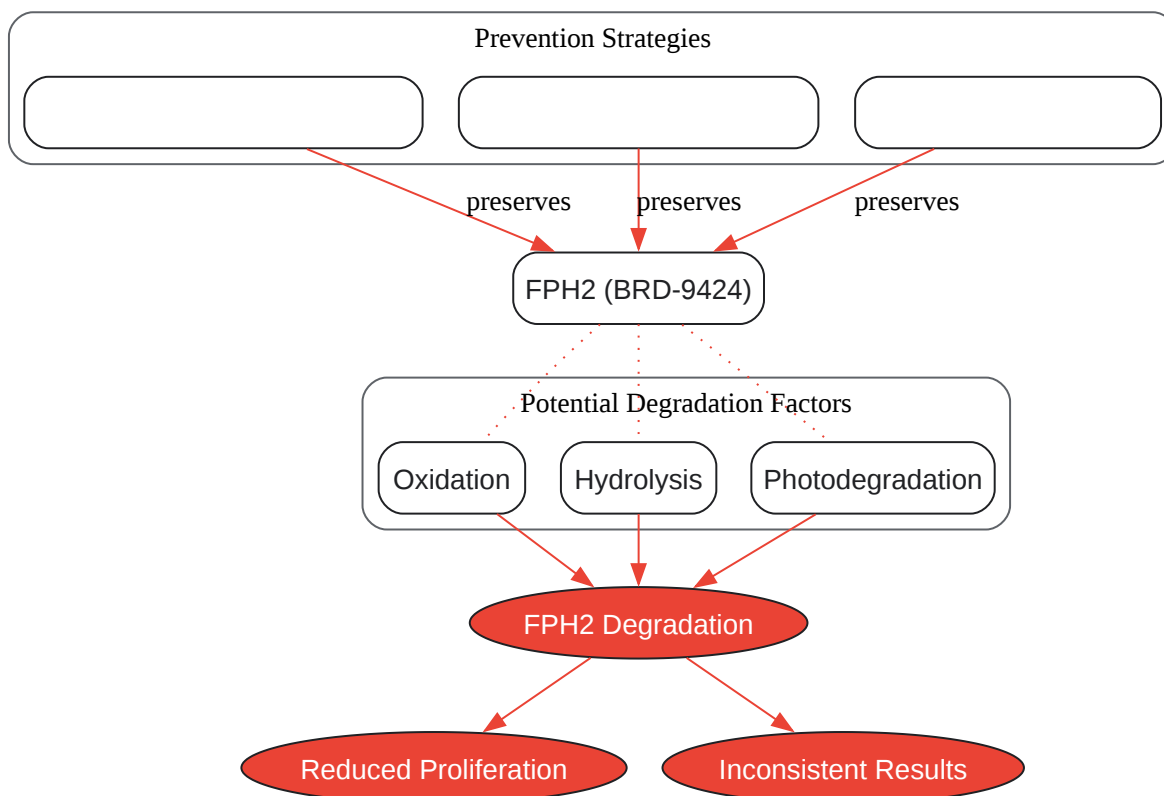 Prevention Strategies
preserves
preserves
preserves
FPH2 (BRD-9424)
Potential Degradation Factors
Oxidation
Hydrolysis
Photodegradation
FPH2 Degradation
Reduced Proliferation
Inconsistent Results